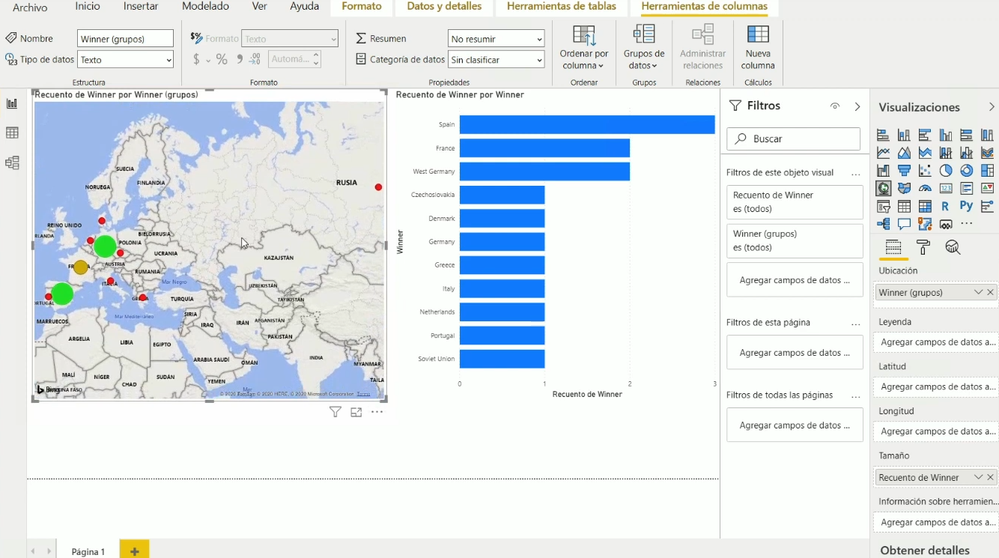 Archivo Inicio Insertar Modelado Ver Ayuda Formato Datos y detalles Herramientas de tablas Herramientas de columnas
Nombre Winner (grupos)
Tipo de datos Texto
Estructura
Formato Texto
$ % 9 .00 Automá...
Formato
Resumen No resumir
Categoría de datos Sin clasificar
Propiedades
Ordenar por
columna
Ordenar
Grupos de
datos
Grupos
Administrar
relaciones
Relaciones
Nueva
columna
Cálculos
Recuento de Winner por Winner (grupos)
SUECIA
FINLANDIA
NORUEGA
RUSIA
REINO UNIDO
RLANDA
BIELORRUSIA
POLONIA
UCRANIA
AUSTRIA
KAZAJSTÁN
RUMANIA
ITALIA
Mar Negro
UZBEKISTÁN
TURQUÍA
TAYIKISTÁN
Mar Mediterráneo
SIRIA
MARRUECOS
IRAQ
IRÁN
AFGANISTÁN
PAKISTÁN
ARGELIA
LIBIA
EGIPTO
ARABIA SAUDÍ
OMÁN
INDIA
MYANMAR
MALÍ
NÍGER
CHAD
SUDÁN
YEMEN
TAILA
Mar
© 2020 TomTom © 2020 HERE, © 2020 Microsoft Corporation Terms
Recuento de Winner por Winner
Winner
Spain
France
West Germany
Czechoslovakia
Denmark
Germany
Greece
Italy
Netherlands
Portugal
Soviet Union
0 1 2 3
Recuento de Winner
Filtros
Buscar
Filtros de este objeto visual ...
Recuento de Winner
es (todos)
Winner (grupos)
es (todos)
Agregar campos de datos ...
Filtros de esta página ...
Agregar campos de datos ...
Filtros de todas las páginas ...
Agregar campos de datos ...
Visualizaciones
123
R Py
...
Ubicación
Winner (grupos)
Leyenda
Agregar campos de datos a...
Latitud
Agregar campos de datos a...
Longitud
Agregar campos de datos a...
Tamaño
Recuento de Winner
Información sobre herramien...
Agregar campos de datos a...
Obtener detalles
Página 1